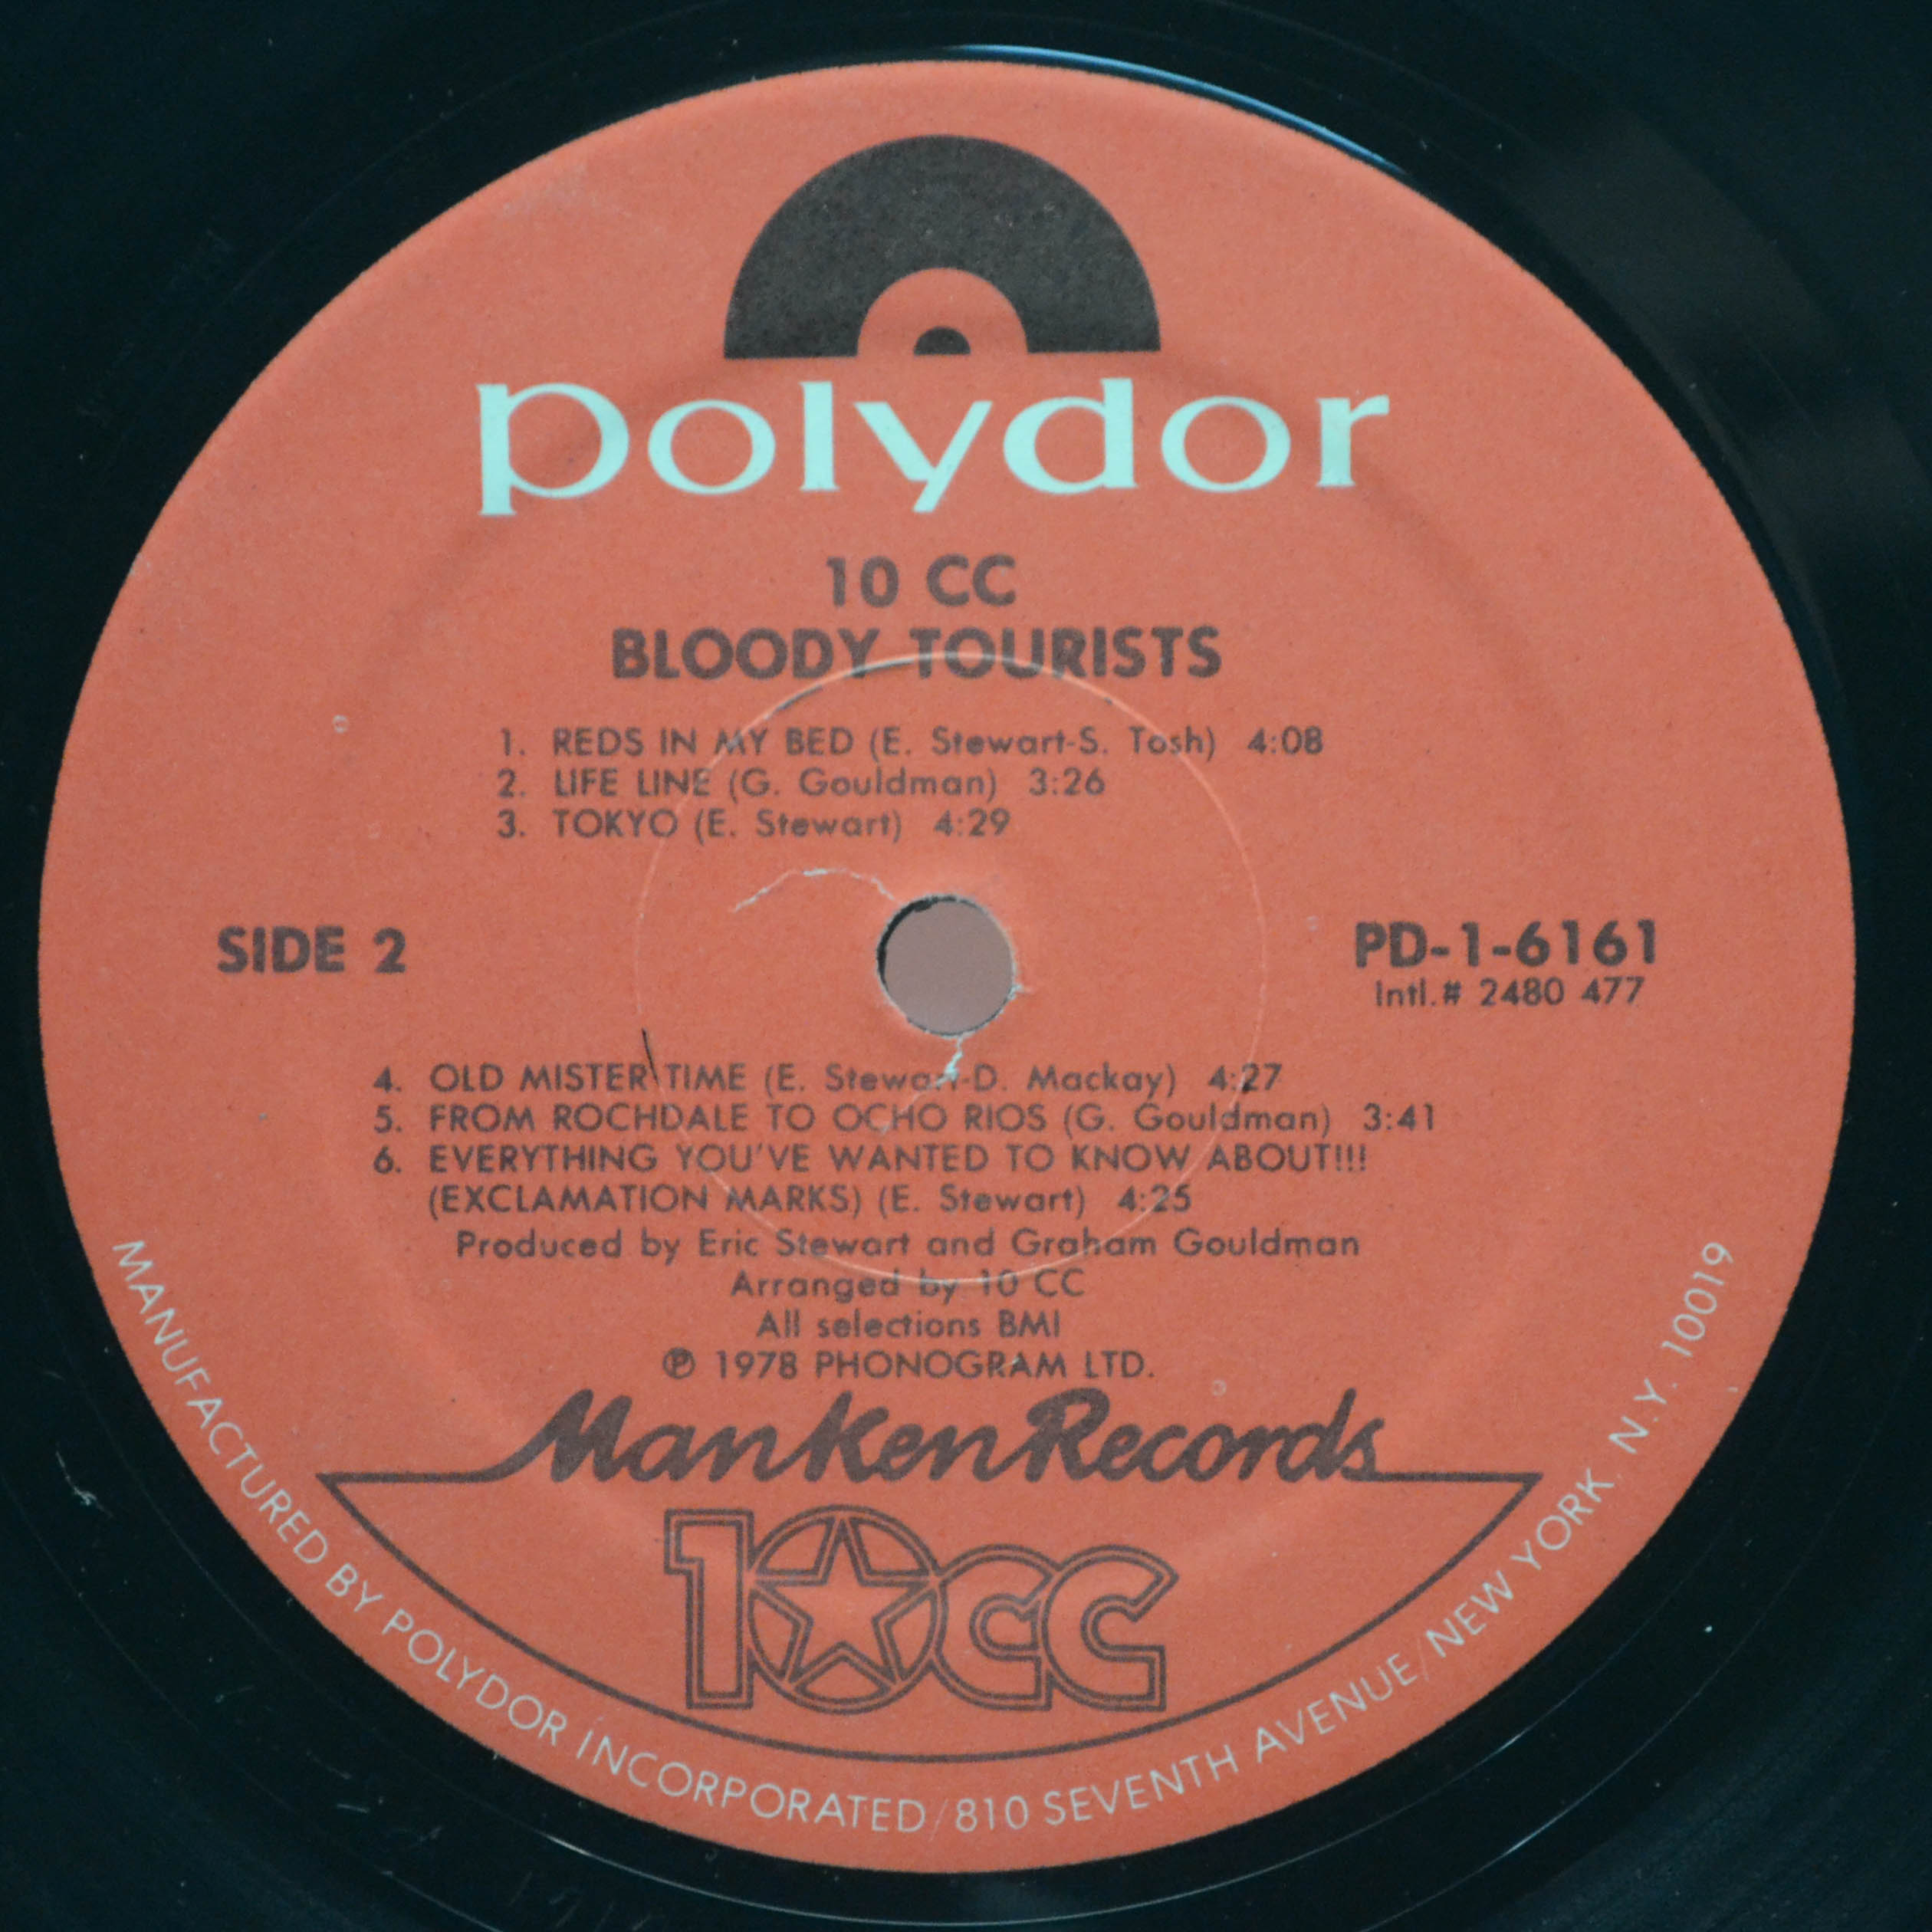 polydor
10 CC
BLOODY TOURISTS
1. REDS IN MY BED (E. Stewart-S. Tosh) 4:08
2. LIFE LINE (G. Gouldman) 3:26
3. TOKYO (E. Stewart) 4:29
SIDE 2
PD-1-6161
Intl.# 2480 477
4. OLD MISTER TIME (E. Stewart-D. Mackay) 4:27
5. FROM ROCHDALE TO OCHO RIOS (G. Gouldman) 3:41
6. EVERYTHING YOU'VE WANTED TO KNOW ABOUT!!!
(EXCLAMATION MARKS) (E. Stewart) 4:25
Produced by Eric Stewart and Graham Gouldman
Arranged by 10 CC
All selections BMI
℗ 1978 PHONOGRAM LTD.
ManKen Records
10CC
MANUFACTURED BY POLYDOR INCORPORATED/810 SEVENTH AVENUE/NEW YORK, N.Y. 10019